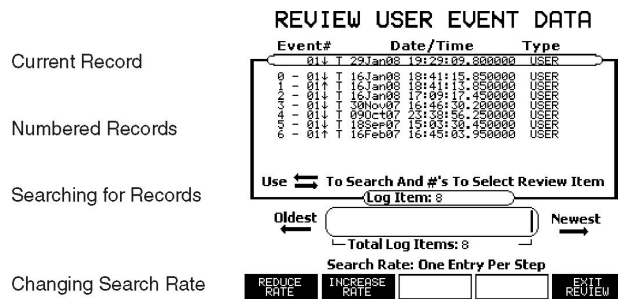 REVIEW USER EVENT DATA
Event# Date/Time Type
Current Record
01↓ T 29Jan08 19:29:09.800000 USER
0 - 01↓ T 16Jan08 18:41:15.850000 USER
1 - 01↑ T 16Jan08 18:41:13.850000 USER
2 - 01↓ T 16Jan08 17:09:17.450000 USER
3 - 01↓ T 30Nov07 16:46:30.200000 USER
Numbered Records
4 - 01↓ T 09Oct07 23:38:56.250000 USER
5 - 01↓ T 18Sep07 15:03:30.450000 USER
6 - 01↑ T 16Feb07 16:45:03.950000 USER
Use ⇆ To Search And #'s To Select Review Item
Searching for Records
Log Item: 8
Oldest Newest
Total Log Items: 8
Search Rate: One Entry Per Step
Changing Search Rate
REDUCE RATE INCREASE RATE EXIT REVIEW